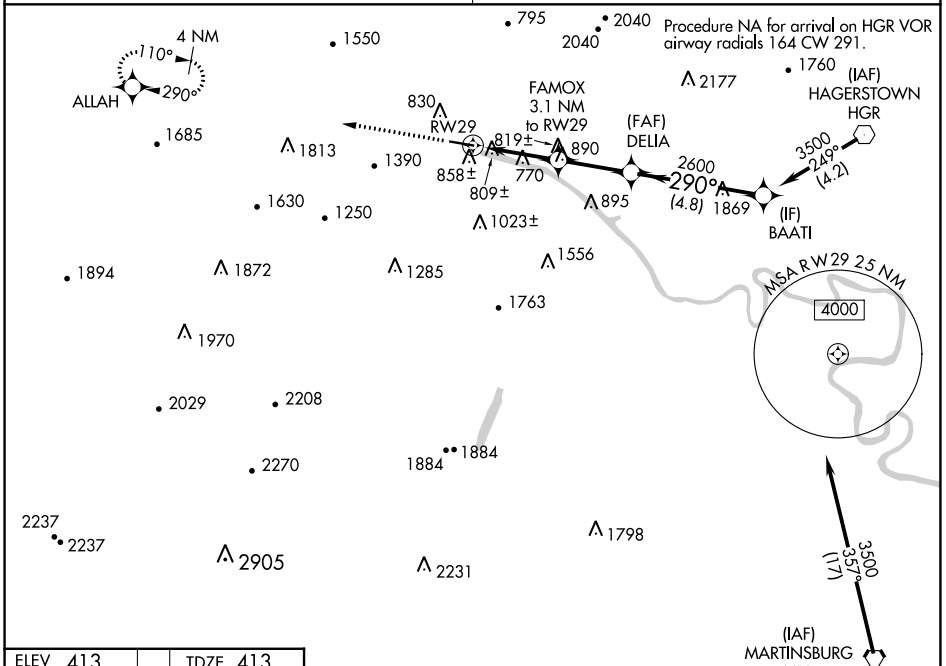 795
2040
2040
Procedure NA for arrival on HGR VOR
airway radials 164 CW 291.
4 NM
1550
110°
290°
ALLAH
2177
1760
(IAF)
HAGERSTOWN
HGR
FAMOX
3.1 NM
to RW29
830
RW29
(FAF)
DELIA
1685
1813
1390
819±
890
3500
249°
(4.2)
858±
770
809±
2600
290°
(4.8)
1869
(IF)
BAATI
1630
1250
1023±
895
1894
1872
1285
1556
MSA RW29 25 NM
4000
1763
1970
2029
2208
1884
1884
2270
2237
2237
2905
2231
1798
3500
357°
(17)
(IAF)
MARTINSBURG
ELEV 413
TDZE 413